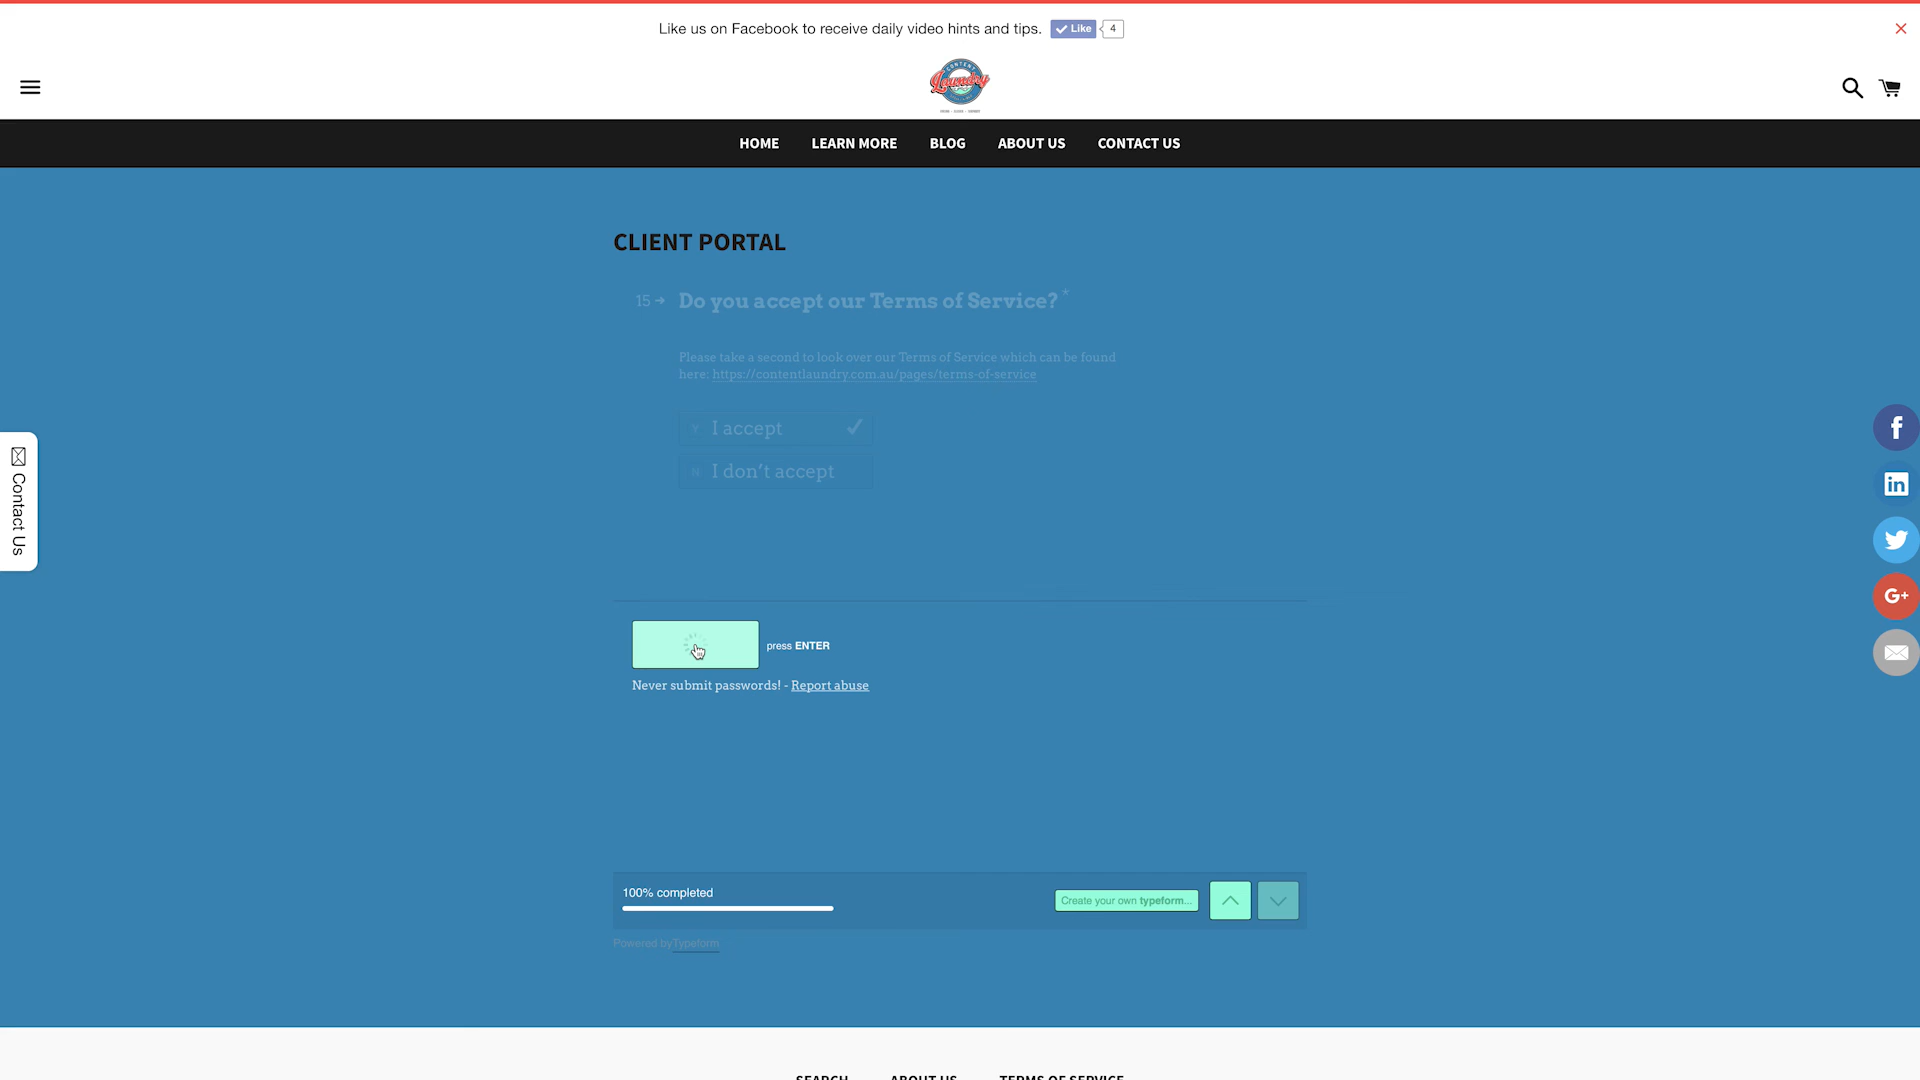 Like us on Facebook to receive daily video hints and tips. Like 4
CONTENT
Laundry
HOME LEARN MORE BLOG ABOUT US CONTACT US
CLIENT PORTAL
15 Do you accept our Terms of Service? *
Please take a second to look over our Terms of Service which can be found
here: https://contentlaundry.com.au/pages/terms-of-service
Y I accept
N I don’t accept
Contact Us
press ENTER
Never submit passwords! - Report abuse
100% completed
Create your own typeform...
Powered by Typeform
SEARCH ABOUT US TERMS OF SERVICE